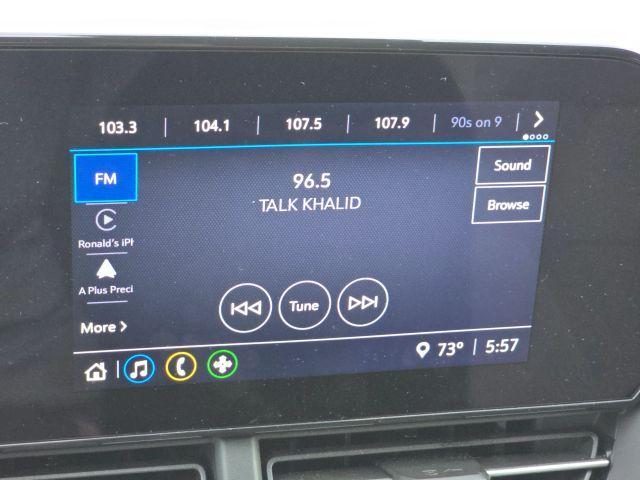 103.3 | 104.1 | 107.5 | 107.9 | 90s on 9 | >
FM
96.5
TALK KHALID
Sound
Browse
Ronald's iPh
A Plus Preci
Tune
More >
73° | 5:57